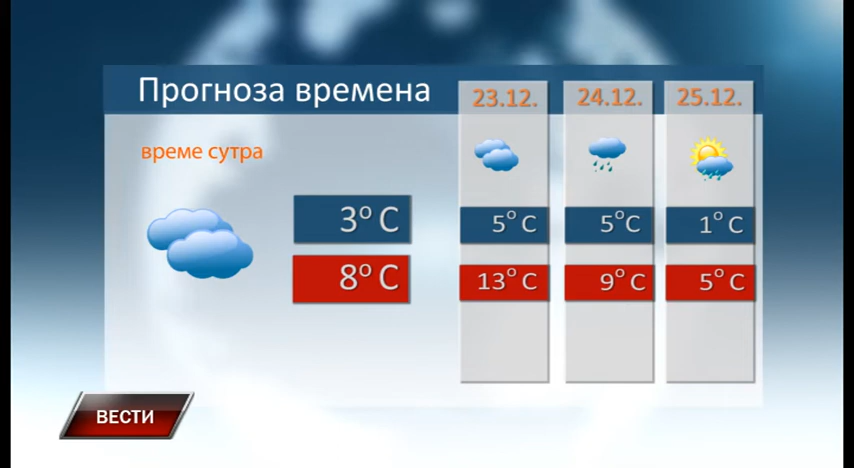 Прогноза времена
време сутра
3° C
8° C
23.12.
5° C
13° C
24.12.
5°C
9° C
25.12.
1° C
5° C
ВЕСТИ